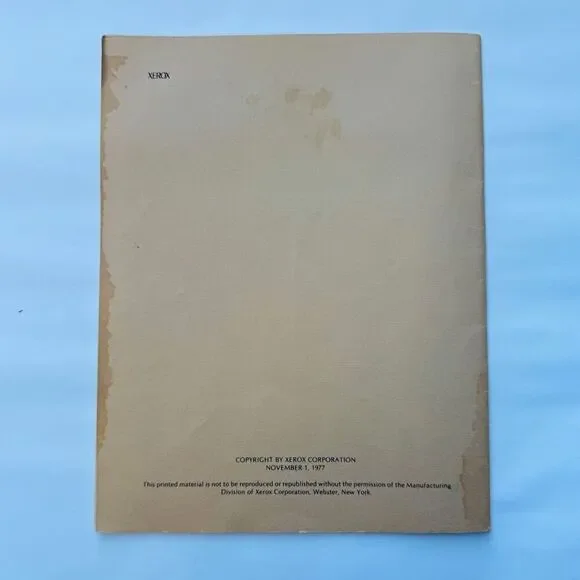 XEROX
COPYRIGHT BY XEROX CORPORATION
NOVEMBER 1, 1977
This printed material is not to be reproduced or republished without the permission of the Manufacturing
Division of Xerox Corporation, Webster, New York.